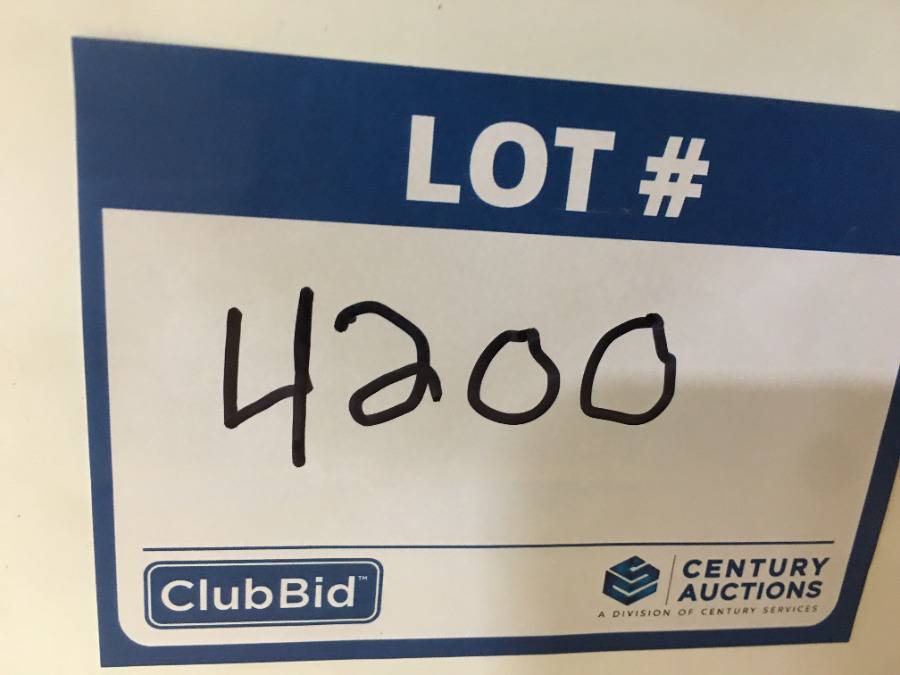 LOT #
4200
ClubBid™
CENTURY
AUCTIONS
A DIVISION OF CENTURY SERVICES